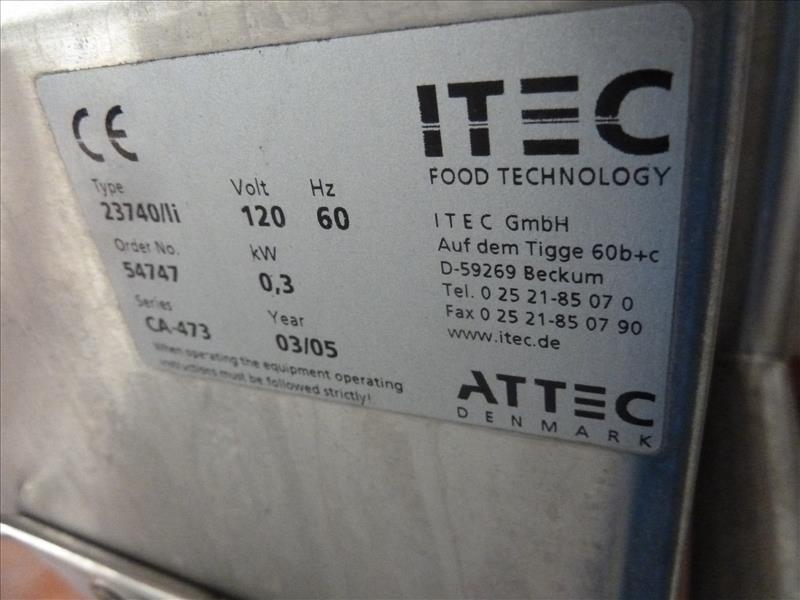 CE
Type
23740/li
Volt
120
Hz
60
Order No.
54747
kW
0,3
Series
CA-473
Year
03/05
When operating the equipment operating
instructions must be followed strictly!
ITEC
FOOD TECHNOLOGY
ITEC GmbH
Auf dem Tigge 60b+c
D-59269 Beckum
Tel. 0 25 21-85 07 0
Fax 0 25 21-85 07 90
www.itec.de
ATTEC
DENMARK